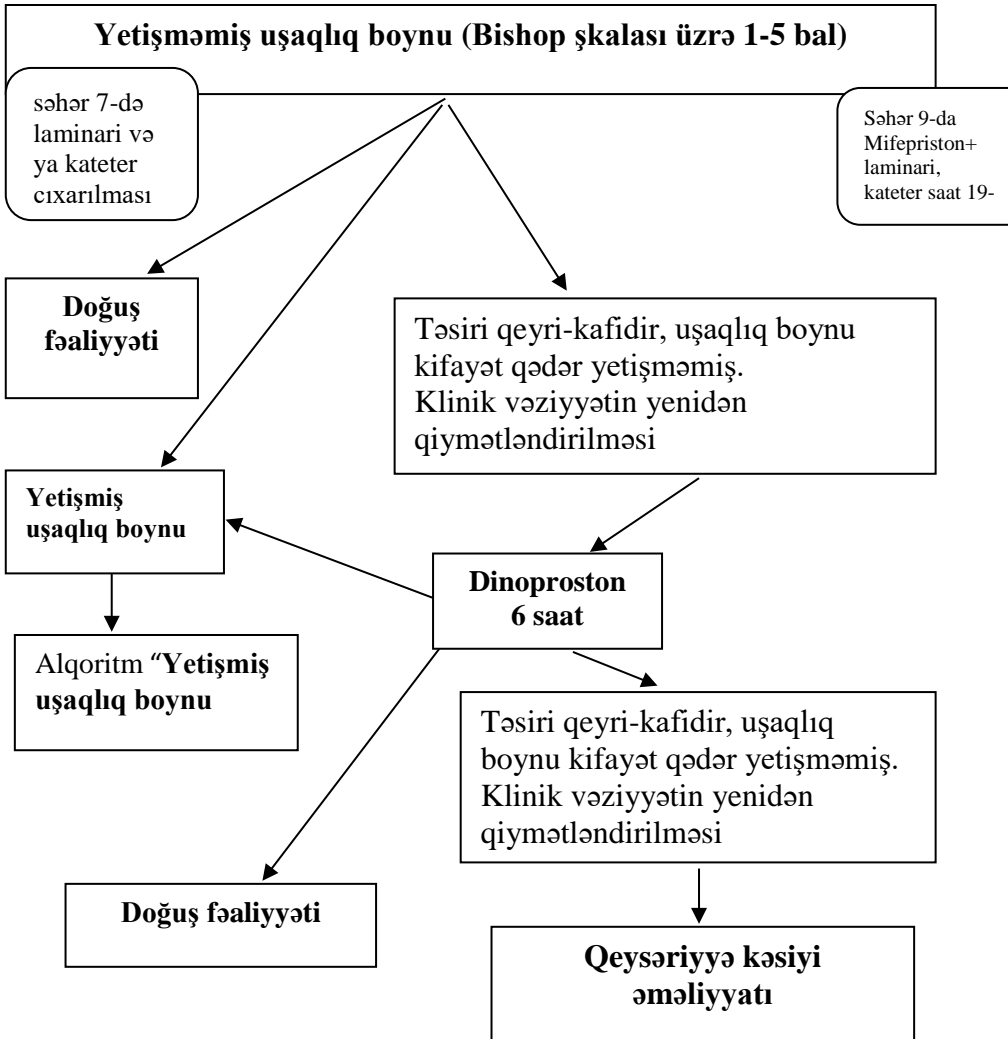 Yetişməmiş uşaqlıq boynu (Bishop şkalası üzrə 1-5 bal)
səhər 7-də
laminari və
ya kateter
cıxarılması
Səhər 9-da
Mifepriston+
laminari,
kateter saat 19-
Doğuş
fəaliyyəti
Təsiri qeyri-kafidir, uşaqlıq boynu
kifayət qədər yetişməmiş.
Klinik vəziyyətin yenidən
qiymətləndirilməsi
Yetişmiş
uşaqlıq boynu
Dinoproston
6 saat
Alqoritm “Yetişmiş
uşaqlıq boynu
Təsiri qeyri-kafidir, uşaqlıq
boynu kifayət qədər yetişməmiş.
Klinik vəziyyətin yenidən
qiymətləndirilməsi
Doğuş fəaliyyəti
Qeysəriyyə kəsiyi
əməliyyatı